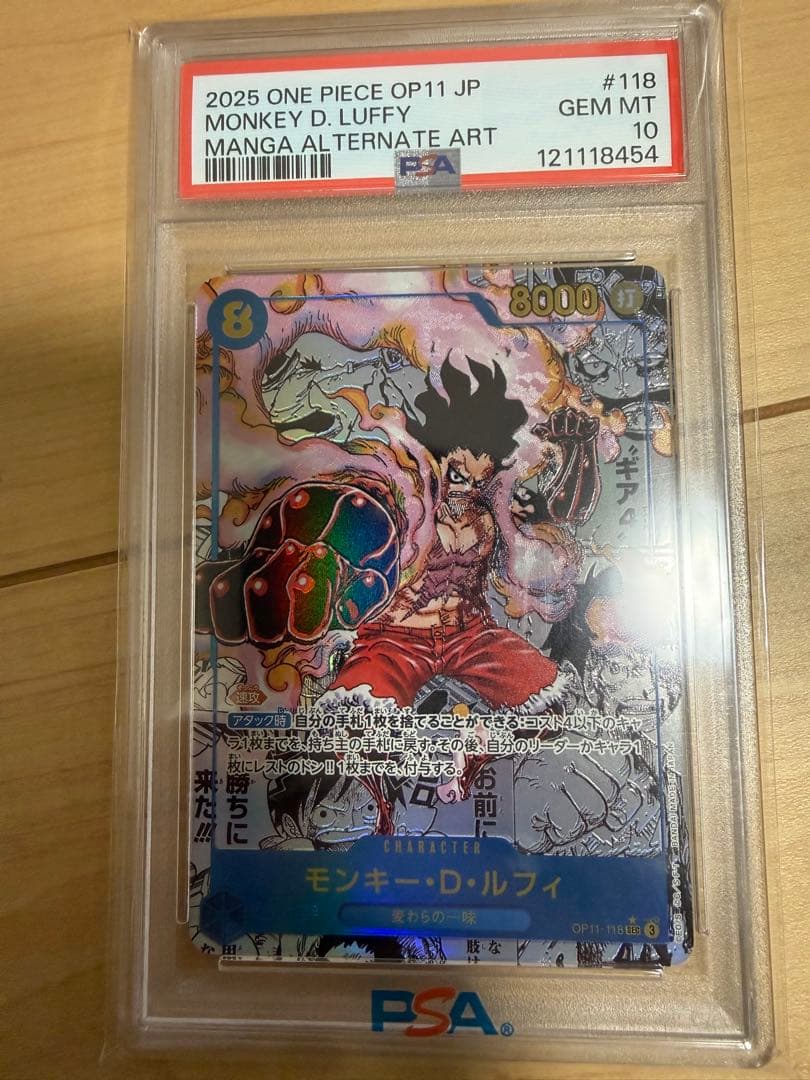 2025 ONE PIECE OP11 JP
#118
MONKEY D. LUFFY
GEM MT
MANGA ALTERNATE ART
10
PSA
121118454
8
8000
打
"ギア4"
速攻
アタック時 自分の手札1枚を捨てることができる:コスト4以下のキャ
ラ1枚までを、持ち主の手札に戻す。その後、自分のリーダーかキャラ1
枚にレストのドン!!1枚までを、付与する。
勝ちに
来た!!!
お前に
CHARACTER
モンキー・D・ルフィ
麦わらの一味
OP11-118 SEC 3
PSA®